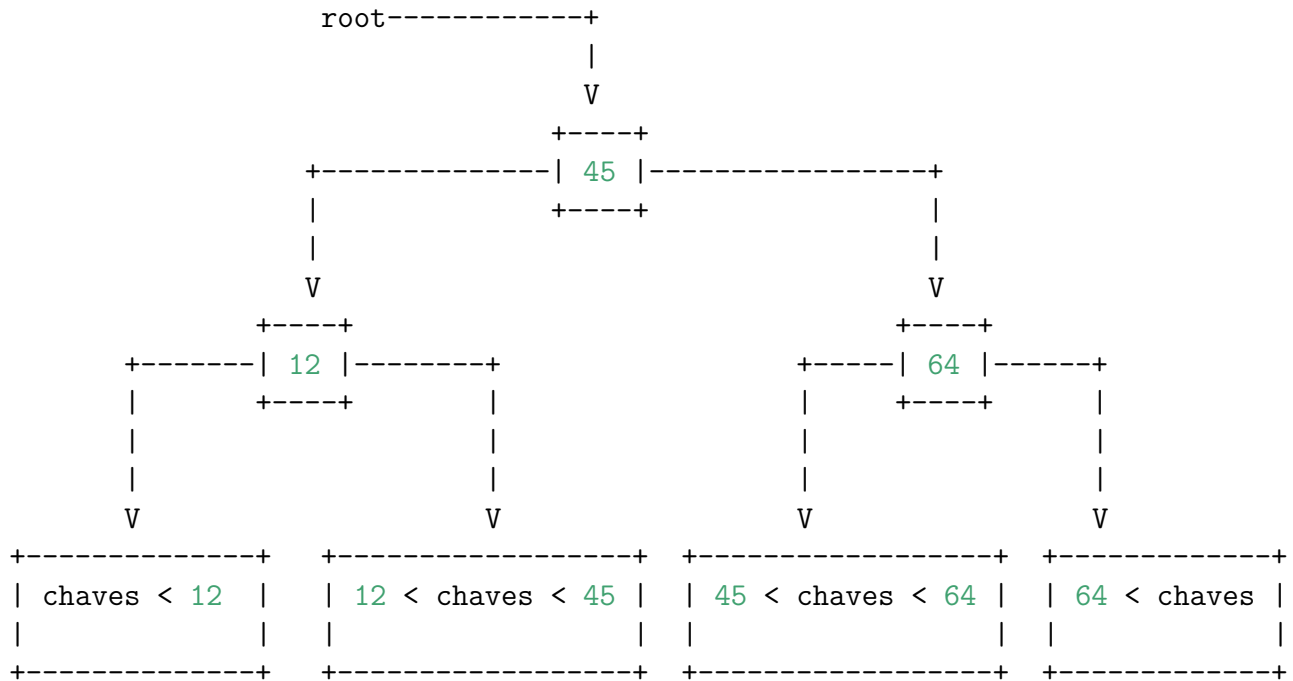 root------------+
|
V
+----+
+-------------| 45 |----------------+
| +----+ |
| |
V V
+----+ +----+
+-------| 12 |--------+ +-----| 64 |------+
| +----+ | | +----+ |
| | | |
| | | |
V V V V
+--------------+ +------------------+ +------------------+ +-------------+
| chaves < 12 | | 12 < chaves < 45 | | 45 < chaves < 64 | | 64 < chaves |
| | | | | | | |
+--------------+ +------------------+ +------------------+ +-------------+